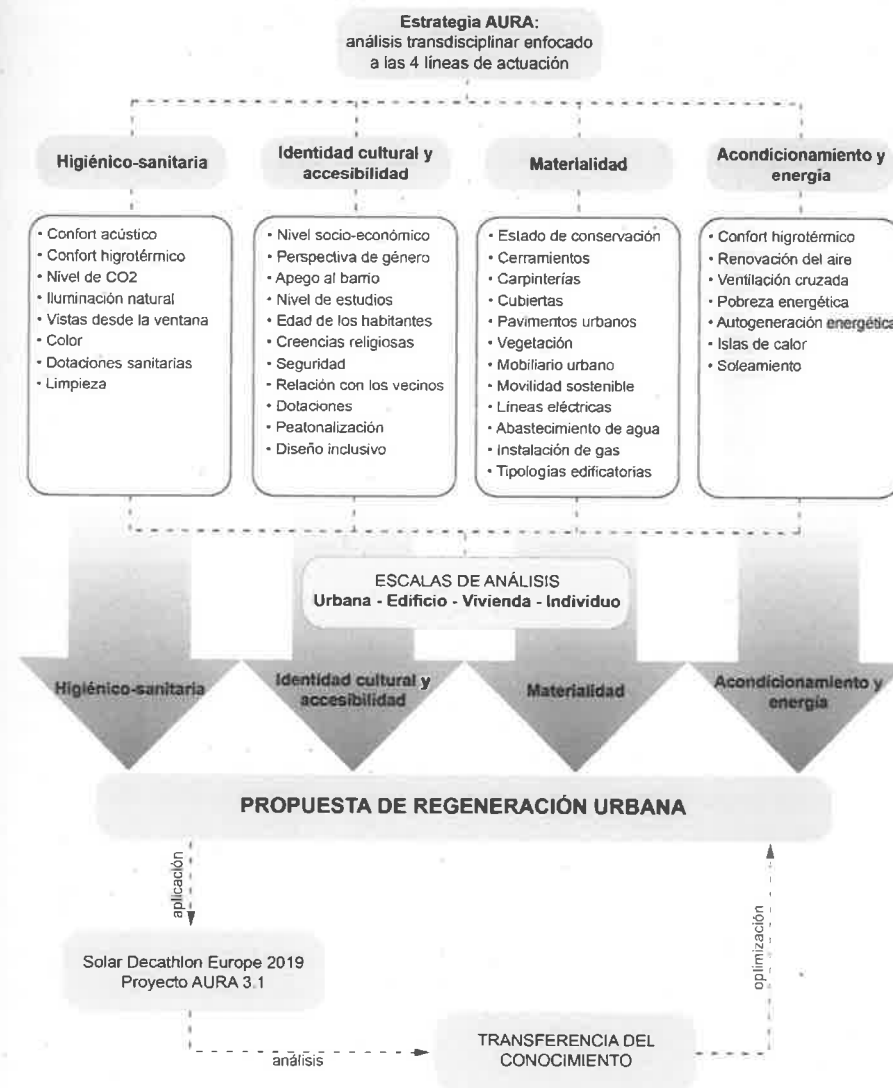 Estrategia AURA:
análisis transdisciplinar enfocado
a las 4 líneas de actuación
Higiénico-sanitaria
Identidad cultural y
accesibilidad
Materialidad
Acondicionamiento y
energía
• Confort acústico
• Confort higrotérmico
• Nivel de CO2
• Iluminación natural
• Vistas desde la ventana
• Color
• Dotaciones sanitarias
• Limpieza
• Nivel socio-económico
• Perspectiva de género
• Apego al barrio
• Nivel de estudios
• Edad de los habitantes
• Creencias religiosas
• Seguridad
• Relación con los vecinos
• Dotaciones
• Peatonalización
• Diseño inclusivo
• Estado de conservación
• Cerramientos
• Carpinterías
• Cubiertas
• Pavimentos urbanos
• Vegetación
• Mobiliario urbano
• Movilidad sostenible
• Líneas eléctricas
• Abastecimiento de agua
• Instalación de gas
• Tipologías edificatorias
• Confort higrotérmico
• Renovación del aire
• Ventilación cruzada
• Pobreza energética
• Autogeneración energética
• Islas de calor
• Soleamiento
ESCALAS DE ANÁLISIS
Urbana - Edificio - Vivienda - Individuo
Higiénico-sanitaria
Identidad cultural y
accesibilidad
Materialidad
Acondicionamiento y
energía
PROPUESTA DE REGENERACIÓN URBANA
aplicación
Solar Decathlon Europe 2019
Proyecto AURA 3.1
análisis
TRANSFERENCIA DEL
CONOCIMIENTO
optimización